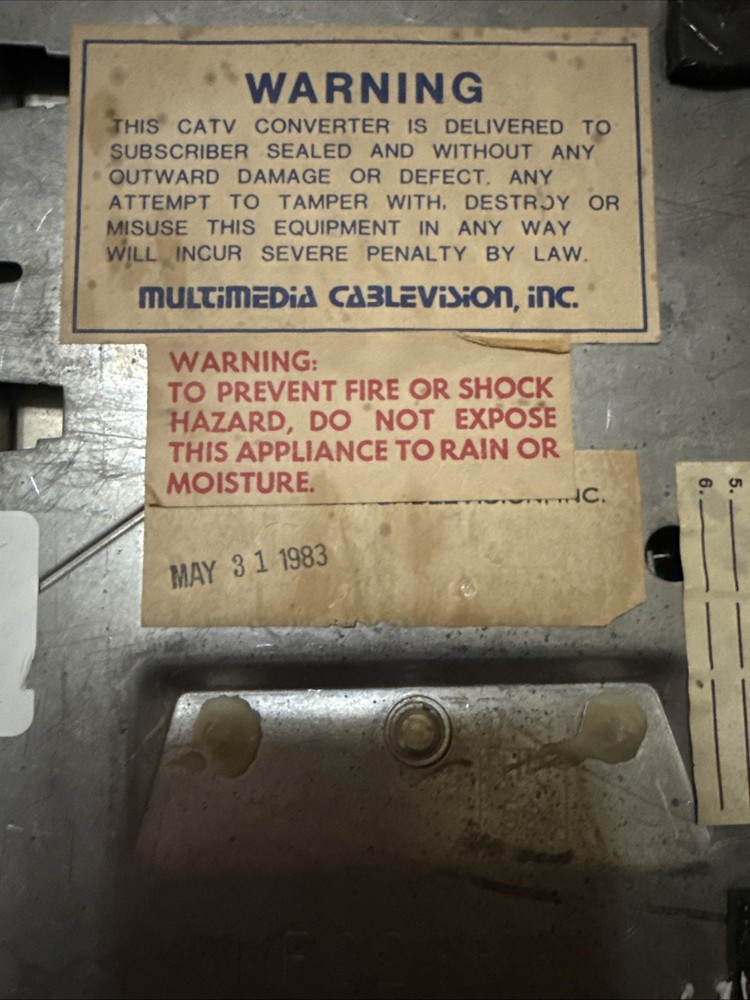 WARNING
THIS CATV CONVERTER IS DELIVERED TO
SUBSCRIBER SEALED AND WITHOUT ANY
OUTWARD DAMAGE OR DEFECT. ANY
ATTEMPT TO TAMPER WITH, DESTROY OR
MISUSE THIS EQUIPMENT IN ANY WAY
WILL INCUR SEVERE PENALTY BY LAW.
MULTIMEDIA CABLEVISION, INC.
WARNING:
TO PREVENT FIRE OR SHOCK
HAZARD, DO NOT EXPOSE
THIS APPLIANCE TO RAIN OR
MOISTURE.
CABLEVISION, INC.
MAY 31 1983
5.
6.